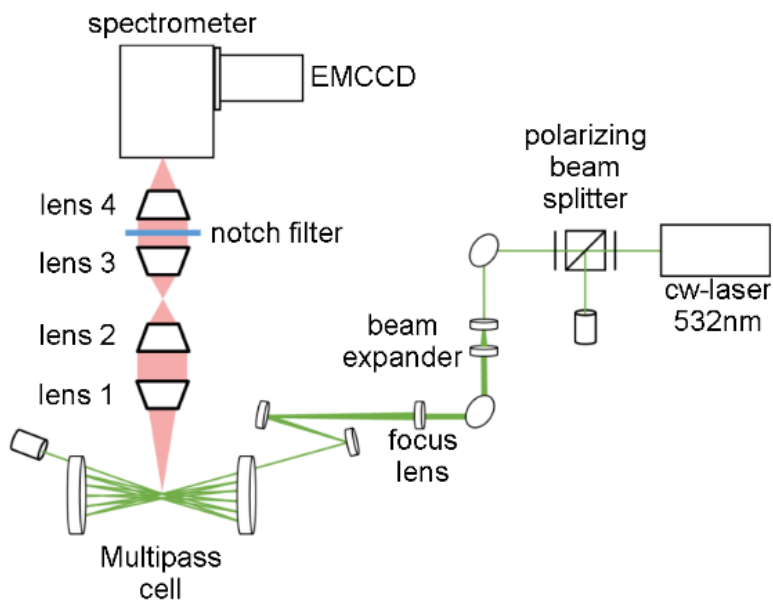 spectrometer
EMCCD
polarizing
beam
splitter
lens 4
notch filter
lens 3
cw-laser
532nm
beam
expander
lens 2
lens 1
focus
lens
Multipass
cell